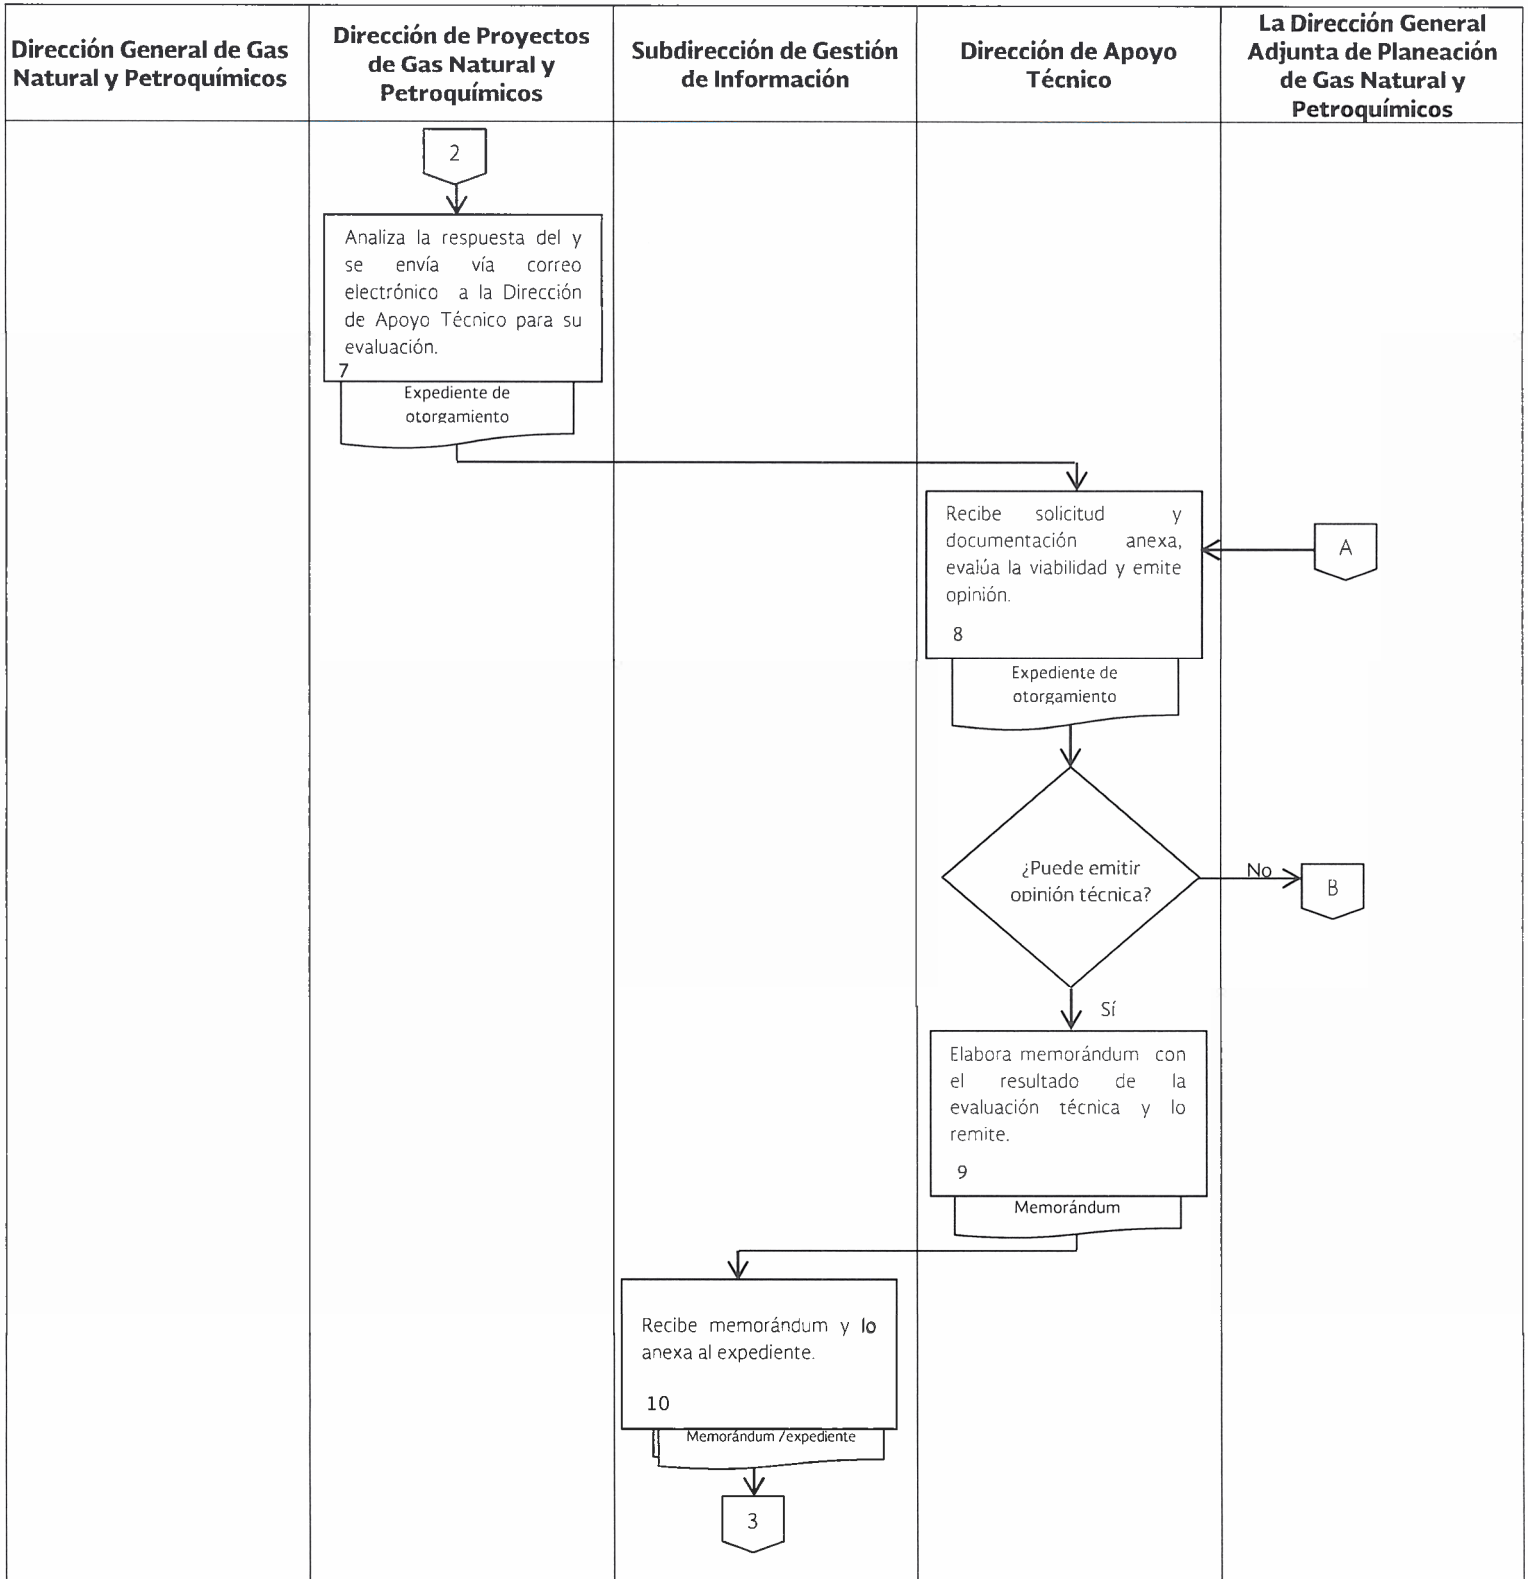 Dirección General de Gas
Natural y Petroquímicos
Dirección de Proyectos
de Gas Natural y
Petroquímicos
Subdirección de Gestión
de Información
Dirección de Apoyo
Técnico
La Dirección General
Adjunta de Planeación
de Gas Natural y
Petroquímicos
2
Analiza la respuesta del y
se envía vía correo
electrónico a la Dirección
de Apoyo Técnico para su
evaluación.
7
Expediente de
otorgamiento
Recibe solicitud y
documentación anexa,
evalúa la viabilidad y emite
opinión.
8
A
Expediente de
otorgamiento
¿Puede emitir
opinión técnica?
No
B
Sí
Elabora memorándum con
el resultado de la
evaluación técnica y lo
remite.
9
Memorándum
Recibe memorándum y lo
anexa al expediente.
10
Memorándum /expediente
3